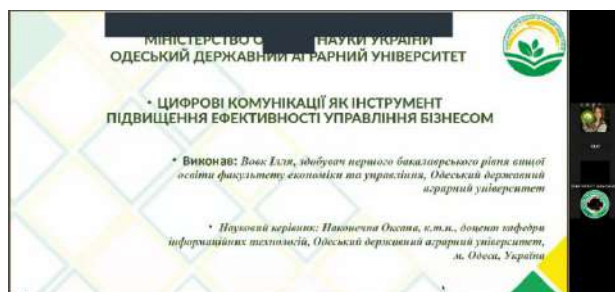 МІНІСТЕРСТВО О НАУКИ УКРАЇНИ
ОДЕСЬКИЙ ДЕРЖАВНИЙ АГРАРНИЙ УНІВЕРСИТЕТ
• ЦИФРОВІ КОМУНІКАЦІЇ ЯК ІНСТРУМЕНТ
ПІДВИЩЕННЯ ЕФЕКТИВНОСТІ УПРАВЛІННЯ БІЗНЕСОМ
• Виконав: Вовк Ілля, здобувач першого бакалаврського рівня вищої
освіти факультету економіки та управління, Одеський державний
аграрний університет
• Науковий керівник: Наконечна Оксана, к.т.н., доцент кафедри
інформаційних технологій, Одеський державний аграрний університет,
м. Одеса, Україна